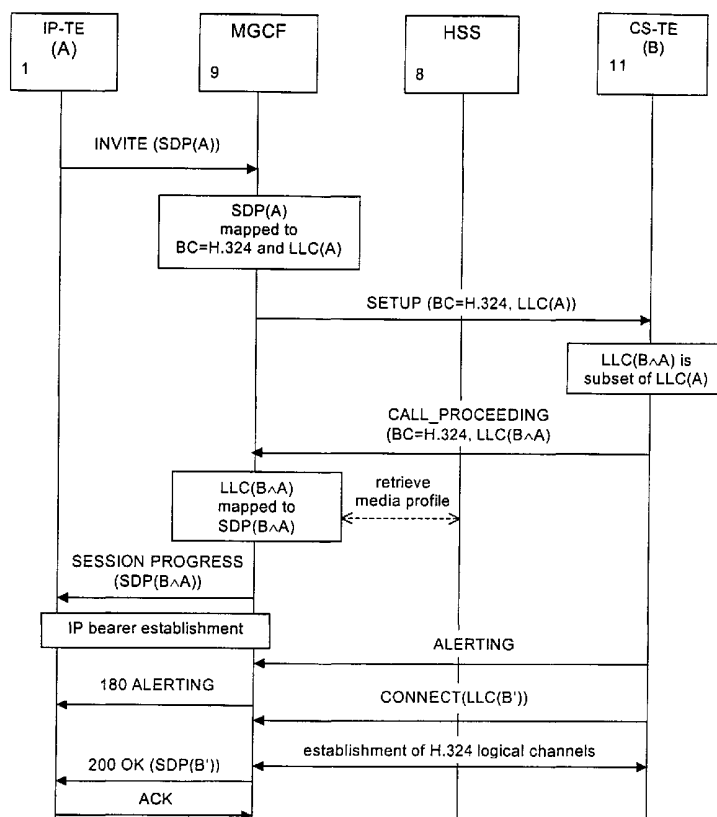 IP-TE
(A)
1
MGCF
9
HSS
8
CS-TE
(B)
11
INVITE (SDP(A))
SDP(A)
mapped to
BC=H.324 and LLC(A)
SETUP (BC=H.324, LLC(A))
LLC(B∧A) is
subset of LLC(A)
CALL_PROCEEDING
(BC=H.324, LLC(B∧A)
LLC(B∧A)
mapped to
SDP(B∧A)
retrieve
media profile
SESSION PROGRESS
(SDP(B∧A))
IP bearer establishment
ALERTING
180 ALERTING
CONNECT(LLC(B'))
establishment of H.324 logical channels
200 OK (SDP(B'))
ACK